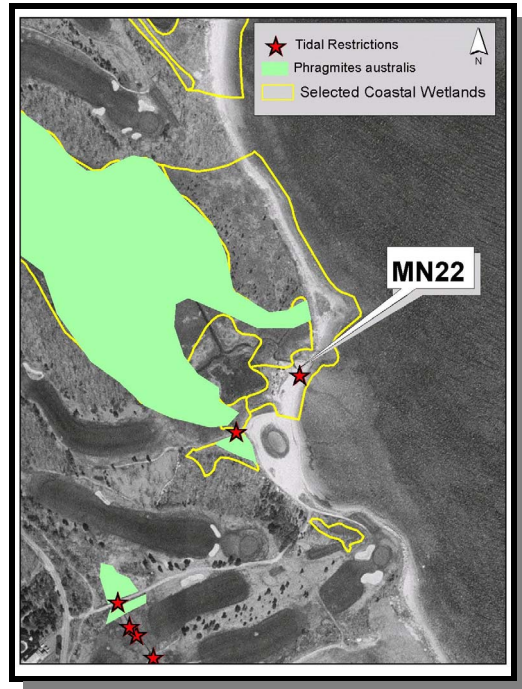 Tidal Restrictions
Phragmites australis
Selected Coastal Wetlands
N
MN22